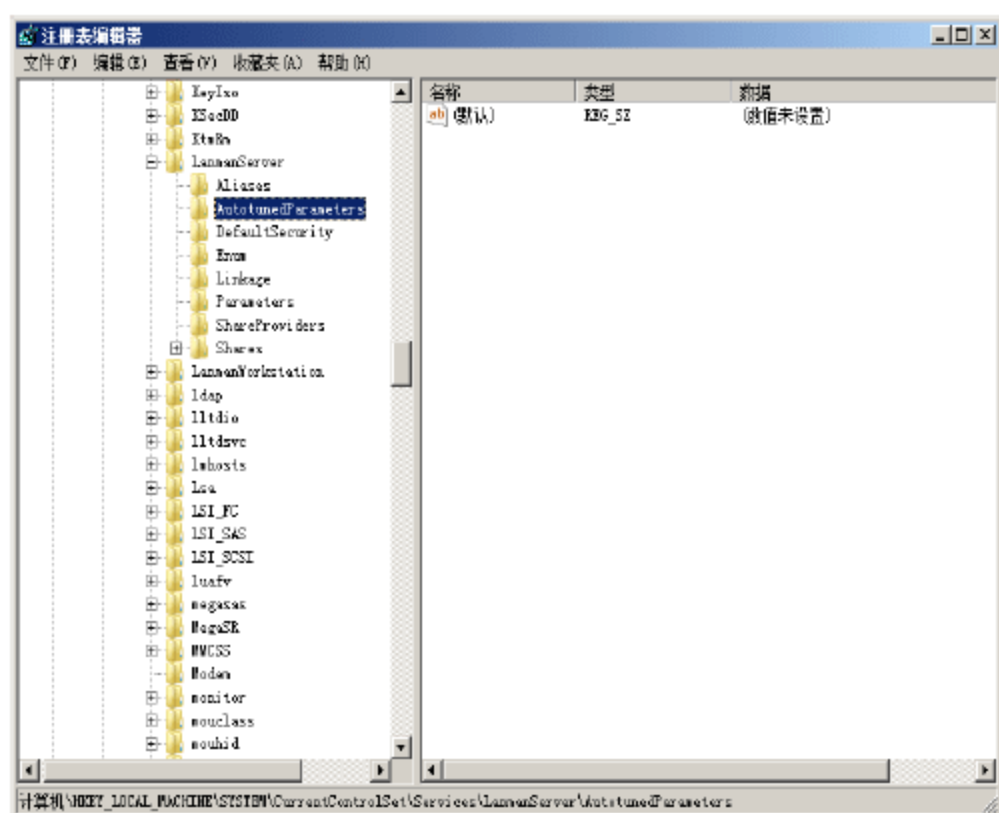 注册表编辑器
文件(F) 编辑(E) 查看(V) 收藏夹(A) 帮助(H)
KeyIso
KSecDD
KtmRm
LanmanServer
Aliases
AutotunedParameters
DefaultSecurity
Enum
Linkage
Parameters
ShareProviders
Shares
LanmanWorkstation
ldap
lltdio
lltdsvc
lmhosts
Lsa
LSI_FC
LSI_SAS
LSI_SCSI
luafv
megasas
MegaSR
MMCSS
Modem
monitor
mouclass
mouhid
名称 类型 数据
ab (默认) REG_SZ (数值未设置)
计算机\HKEY_LOCAL_MACHINE\SYSTEM\CurrentControlSet\Services\LanmanServer\AutotunedParameters